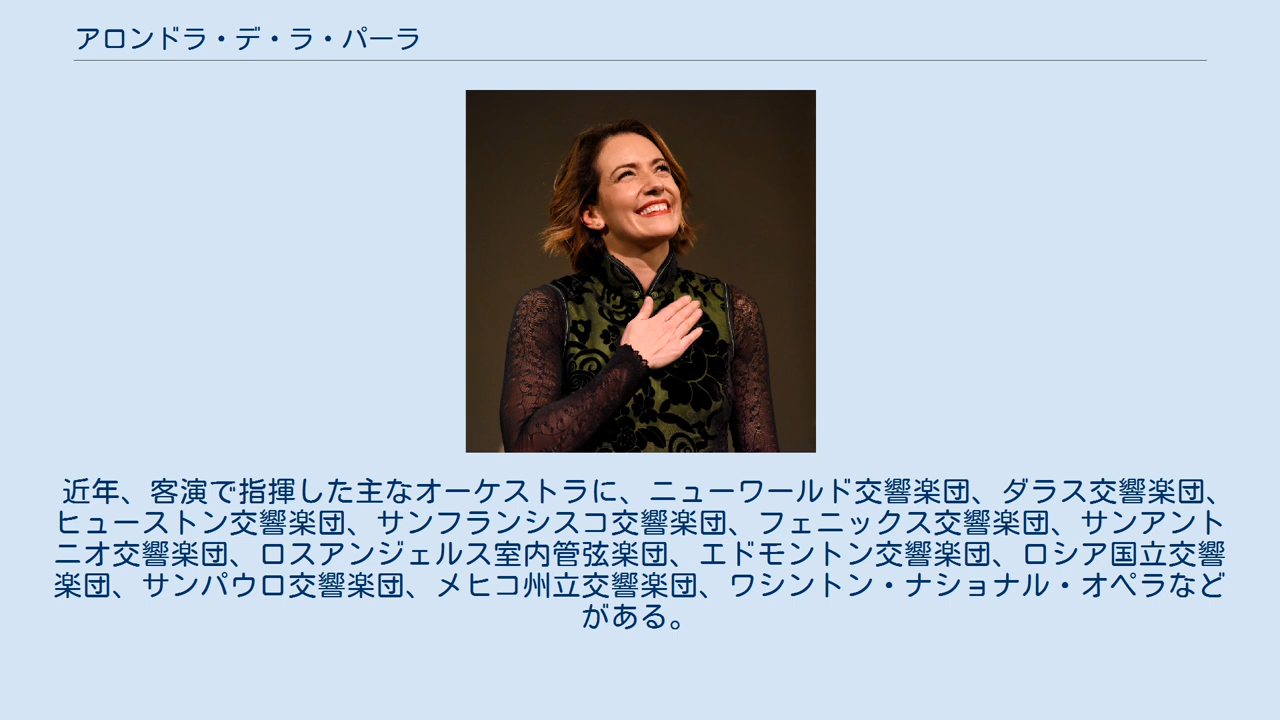 アロンドラ・デ・ラ・パーラ
近年、客演で指揮した主なオーケストラに、ニューワールド交響楽団、ダラス交響楽団、
ヒューストン交響楽団、サンフランシスコ交響楽団、フェニックス交響楽団、サンアント
ニオ交響楽団、ロスアンジェルス室内管弦楽団、エドモントン交響楽団、ロシア国立交響
楽団、サンパウロ交響楽団、メヒコ州立交響楽団、ワシントン・ナショナル・オペラなど
がある。